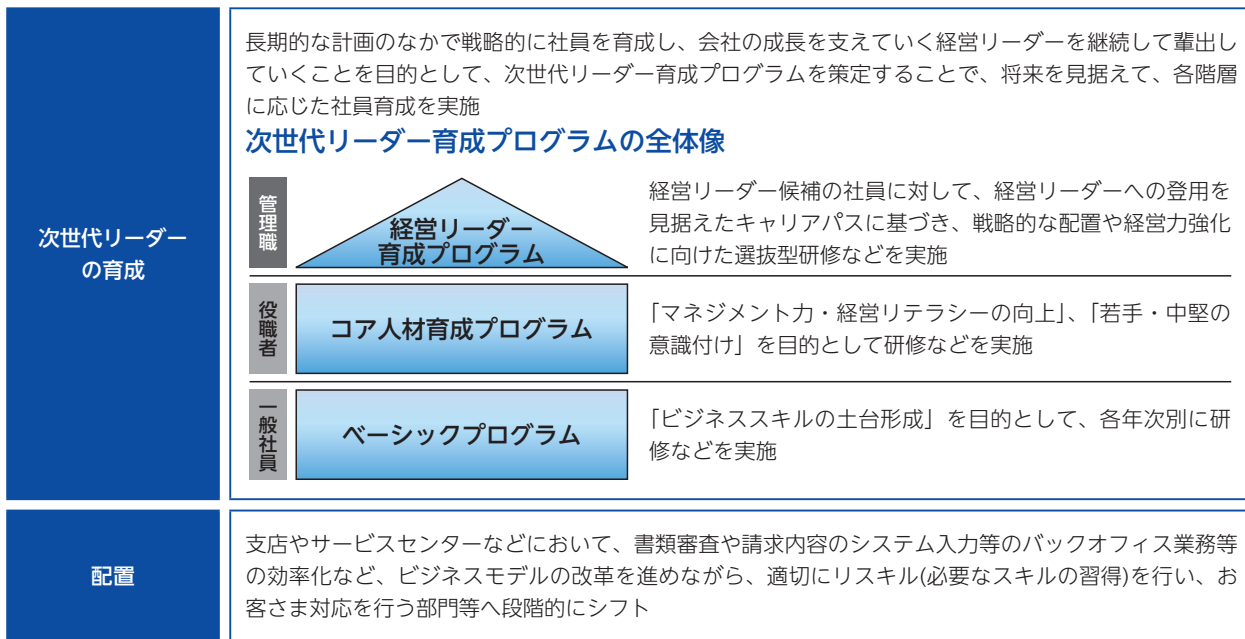 次世代リーダー
の育成
長期的な計画のなかで戦略的に社員を育成し、会社の成長を支えていく経営リーダーを継続して輩出し
ていくことを目的として、次世代リーダー育成プログラムを策定することで、将来を見据えて、各階層
に応じた社員育成を実施
次世代リーダー育成プログラムの全体像
管理職
経営リーダー
育成プログラム
経営リーダー候補の社員に対して、経営リーダーへの登用を
見据えたキャリアパスに基づき、戦略的な配置や経営力強化
に向けた選抜型研修などを実施
役職者
コア人材育成プログラム
「マネジメント力・経営リテラシーの向上」、「若手・中堅の
意識付け」を目的として研修などを実施
一般社員
ベーシックプログラム
「ビジネススキルの土台形成」を目的として、各年次別に研
修などを実施
配置
支店やサービスセンターなどにおいて、書類審査や請求内容のシステム入力等のバックオフィス業務等
の効率化など、ビジネスモデルの改革を進めながら、適切にリスキル(必要なスキルの習得)を行い、お
客さま対応を行う部門等へ段階的にシフト